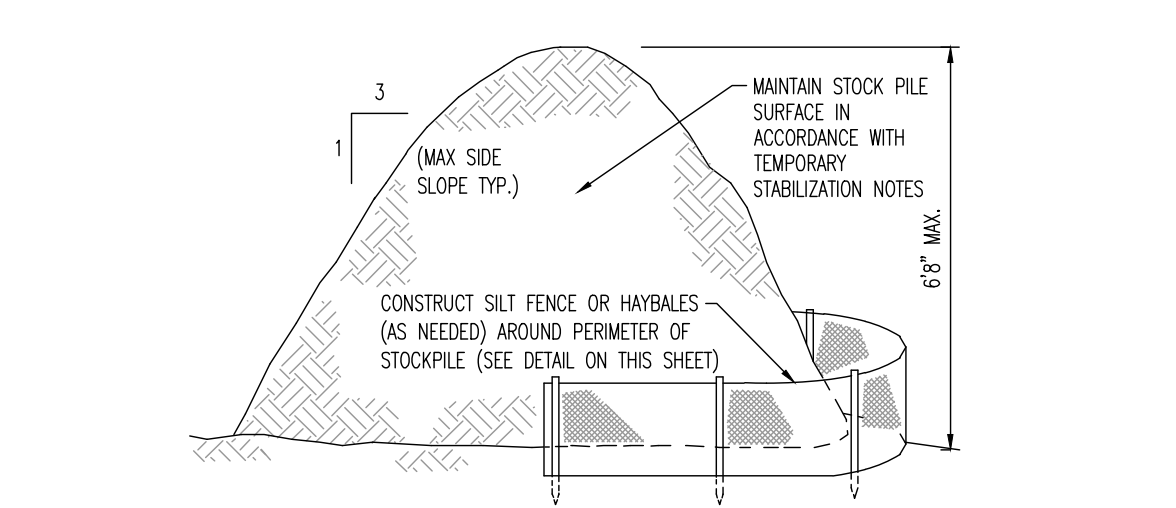 3
1
(MAX SIDE
SLOPE TYP.)
MAINTAIN STOCK PILE
SURFACE IN
ACCORDANCE WITH
TEMPORARY
STABILIZATION NOTES
6'8" MAX.
CONSTRUCT SILT FENCE OR HAYBALES
(AS NEEDED) AROUND PERIMETER OF
STOCKPILE (SEE DETAIL ON THIS SHEET)